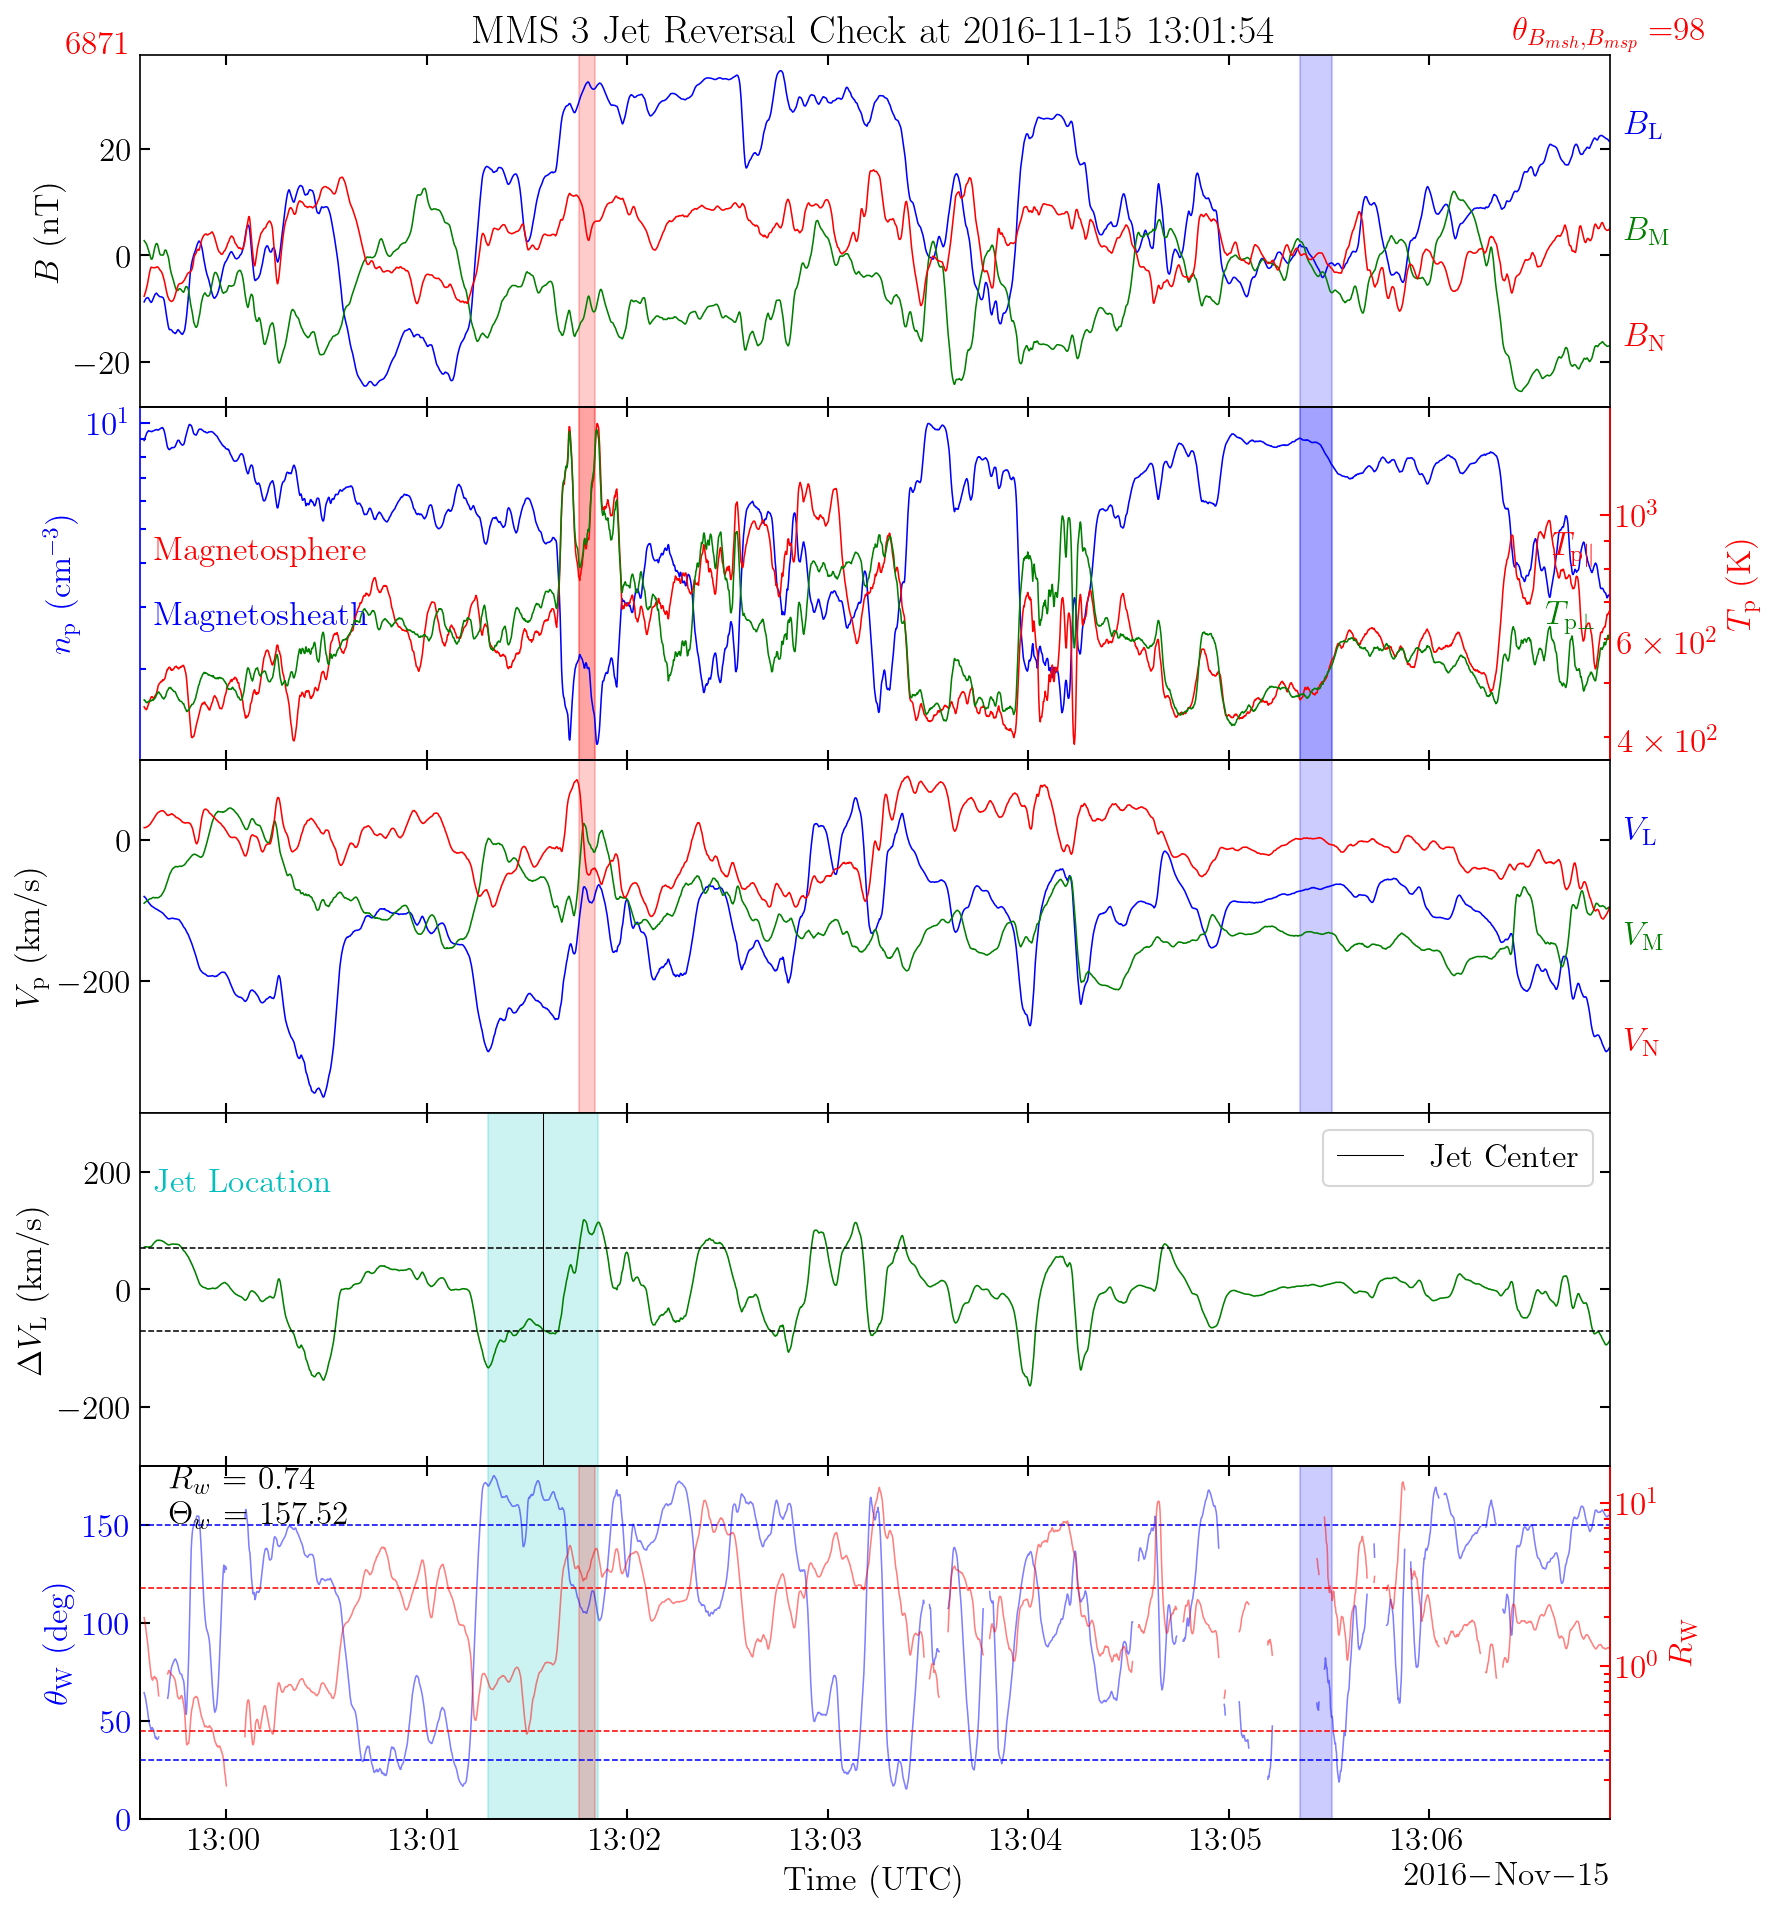 6871
MMS 3 Jet Reversal Check at 2016-11-15 13:01:54
θ_{B_{msh},B_{msp}} =98
B (nT)
20
0
−20
B_L
B_M
B_N
n_p (cm^{−3})
10^1
Magnetosphere
Magnetosheath
T_{p∥}
T_{p⊥}
10^3
6 × 10^2
4 × 10^2
T_p (K)
V_p (km/s)
0
−200
V_L
V_M
V_N
ΔV_L (km/s)
200
0
−200
Jet Location
Jet Center
R_w = 0.74
Θ_w = 157.52
θ_W (deg)
150
100
50
0
10^1
10^0
R_W
13:00 13:01 13:02 13:03 13:04 13:05 13:06
Time (UTC)
2016−Nov−15